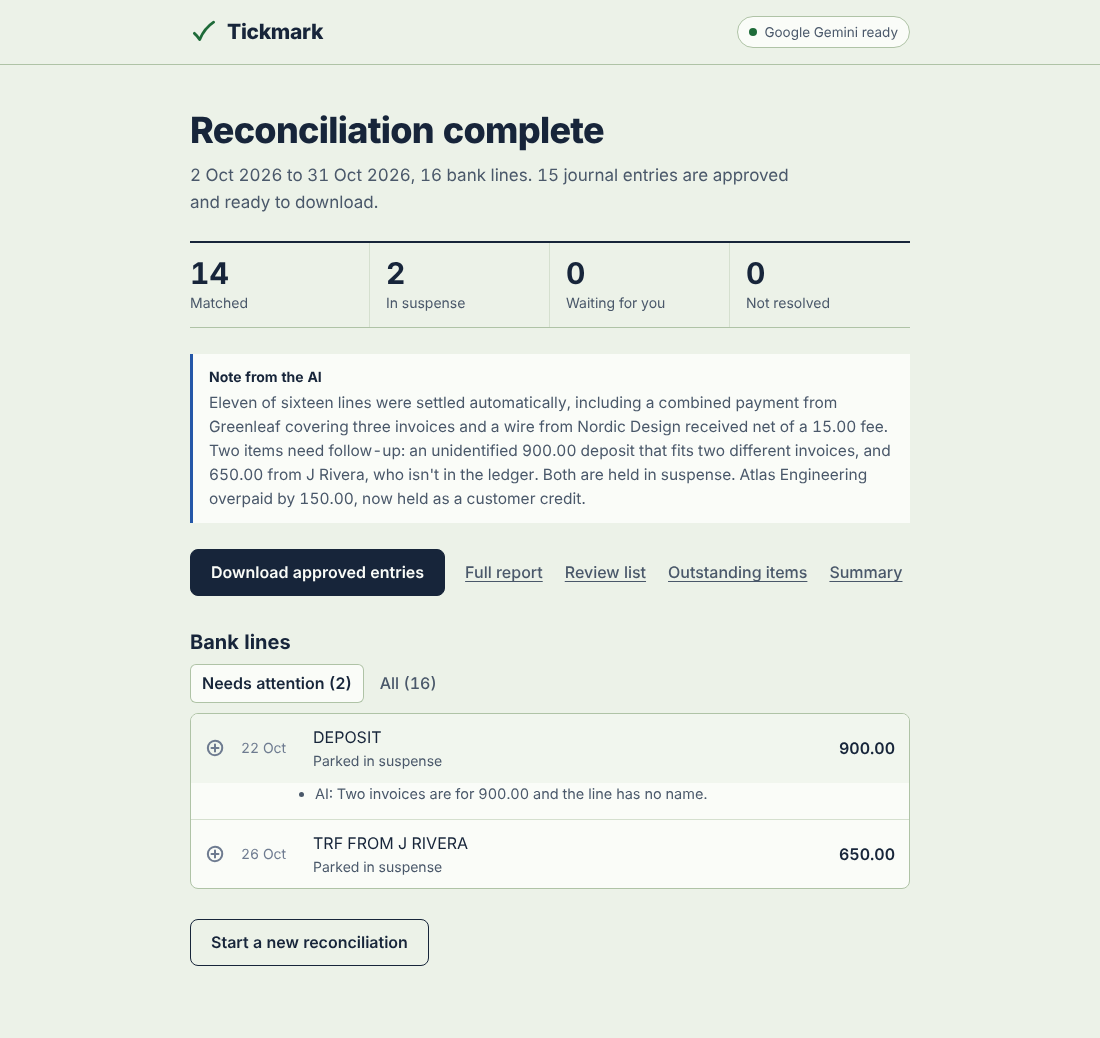 Tickmark
Google Gemini ready
Reconciliation complete
2 Oct 2026 to 31 Oct 2026, 16 bank lines. 15 journal entries are approved
and ready to download.
14
Matched
2
In suspense
0
Waiting for you
0
Not resolved
Note from the AI
Eleven of sixteen lines were settled automatically, including a combined payment from
Greenleaf covering three invoices and a wire from Nordic Design received net of a 15.00 fee.
Two items need follow-up: an unidentified 900.00 deposit that fits two different invoices, and
650.00 from J Rivera, who isn't in the ledger. Both are held in suspense. Atlas Engineering
overpaid by 150.00, now held as a customer credit.
Download approved entries Full report Review list Outstanding items Summary
Bank lines
Needs attention (2) All (16)
22 Oct DEPOSIT 900.00
Parked in suspense
• AI: Two invoices are for 900.00 and the line has no name.
26 Oct TRF FROM J RIVERA 650.00
Parked in suspense
Start a new reconciliation